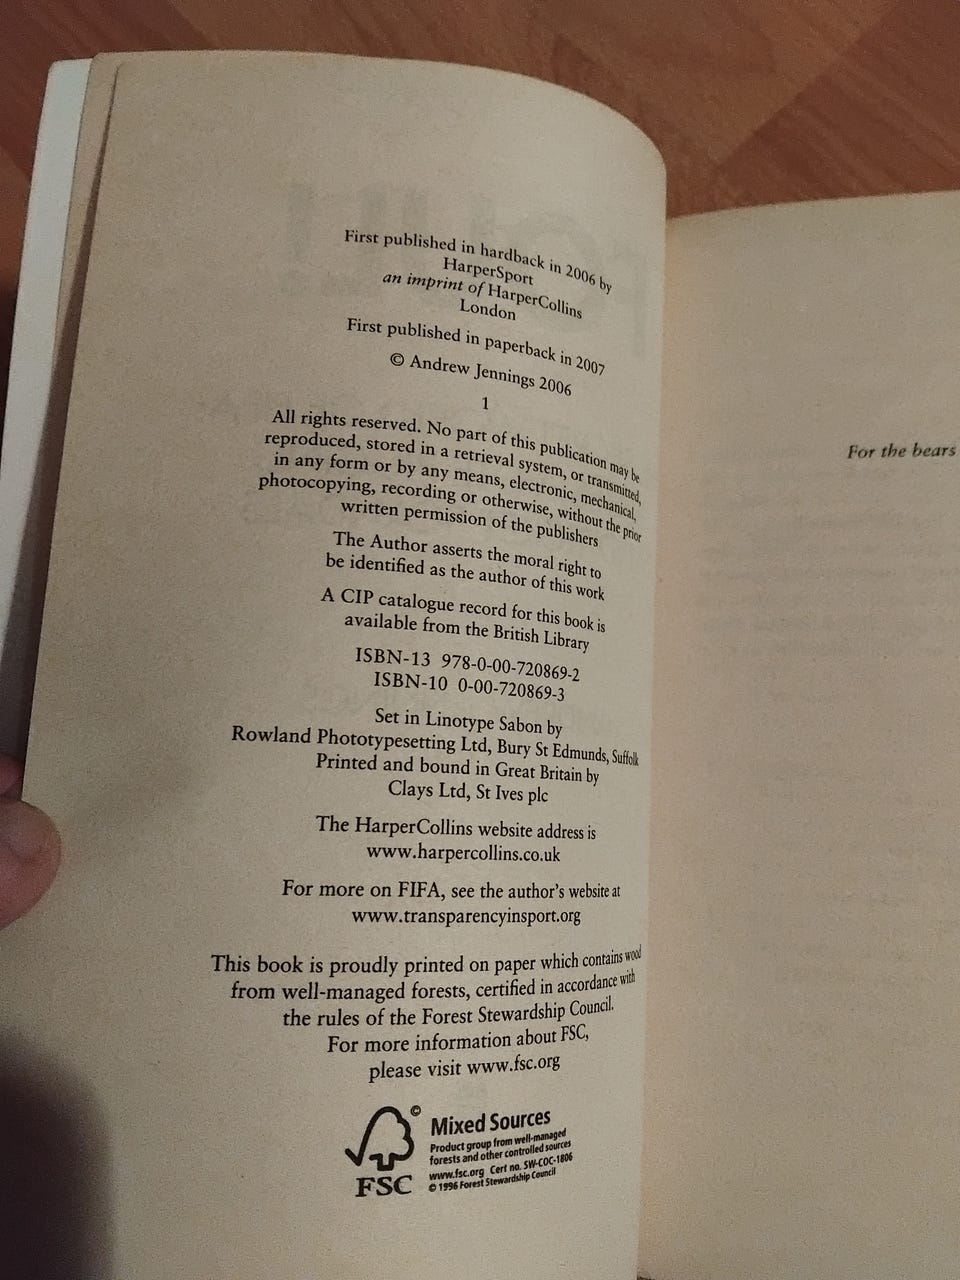 First published in hardback in 2006 by
HarperSport
an imprint of HarperCollins
London
First published in paperback in 2007
© Andrew Jennings 2006
1
All rights reserved. No part of this publication may be
reproduced, stored in a retrieval system, or transmitted,
in any form or by any means, electronic, mechanical,
photocopying, recording or otherwise, without the prior
written permission of the publishers
The Author asserts the moral right to
be identified as the author of this work
A CIP catalogue record for this book is
available from the British Library
ISBN-13 978-0-00-720869-2
ISBN-10 0-00-720869-3
Set in Linotype Sabon by
Rowland Phototypesetting Ltd, Bury St Edmunds, Suffolk
Printed and bound in Great Britain by
Clays Ltd, St Ives plc
The HarperCollins website address is
www.harpercollins.co.uk
For more on FIFA, see the author's website at
www.transparencyinsport.org
This book is proudly printed on paper which contains wood
from well-managed forests, certified in accordance with
the rules of the Forest Stewardship Council.
For more information about FSC,
please visit www.fsc.org
©
FSC
Mixed Sources
Product group from well-managed
forests and other controlled sources
www.fsc.org Cert no. SW-COC-1806
© 1996 Forest Stewardship Council
For the bears